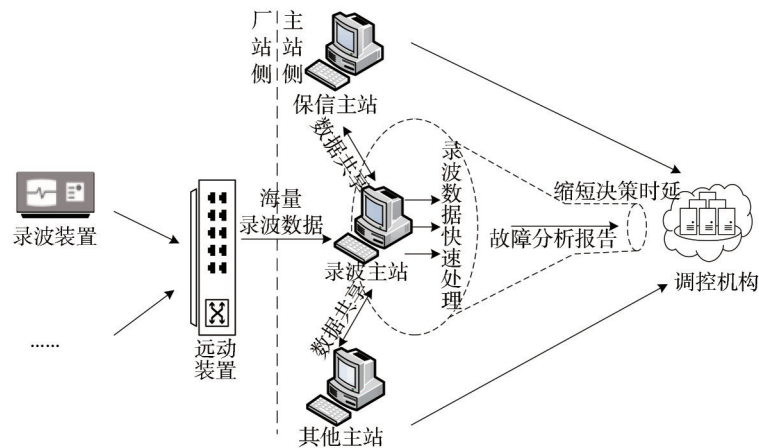 厂站侧
主站侧
保信主站
数据共享
录波装置
海量
录波数据
录波主站
录波数据快速处理
缩短决策时延
故障分析报告
调控机构
数据共享
......
远动
装置
其他主站